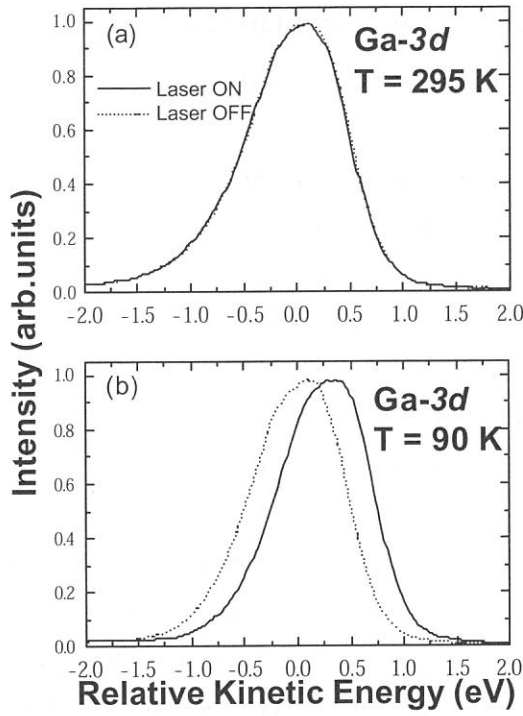 (a)
Ga-3d
T = 295 K
Laser ON
Laser OFF
1.0
0.8
0.6
0.4
0.2
0.0
-2.0 -1.5 -1.0 -0.5 0.0 0.5 1.0 1.5 2.0
(b)
Ga-3d
T = 90 K
1.0
0.8
0.6
0.4
0.2
0.0
-2.0 -1.5 -1.0 -0.5 0.0 0.5 1.0 1.5 2.0
Intensity (arb.units)
Relative Kinetic Energy (eV)